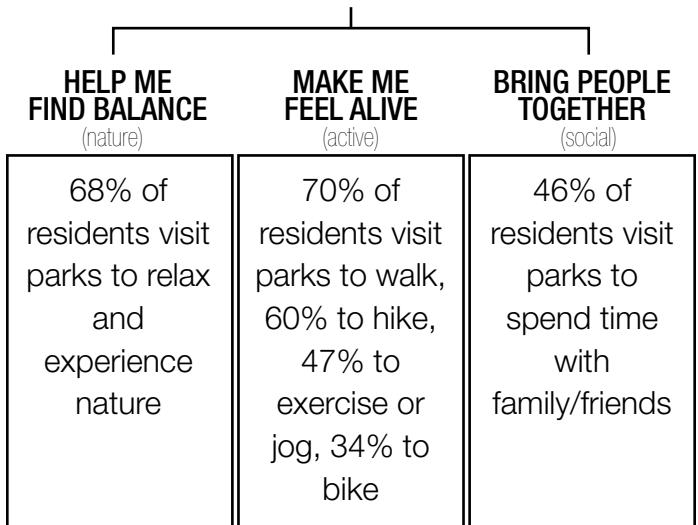 HELP ME
FIND BALANCE
(nature)
68% of
residents visit
parks to relax
and
experience
nature
MAKE ME
FEEL ALIVE
(active)
70% of
residents visit
parks to walk,
60% to hike,
47% to
exercise or
jog, 34% to
bike
BRING PEOPLE
TOGETHER
(social)
46% of
residents visit
parks to
spend time
with
family/friends